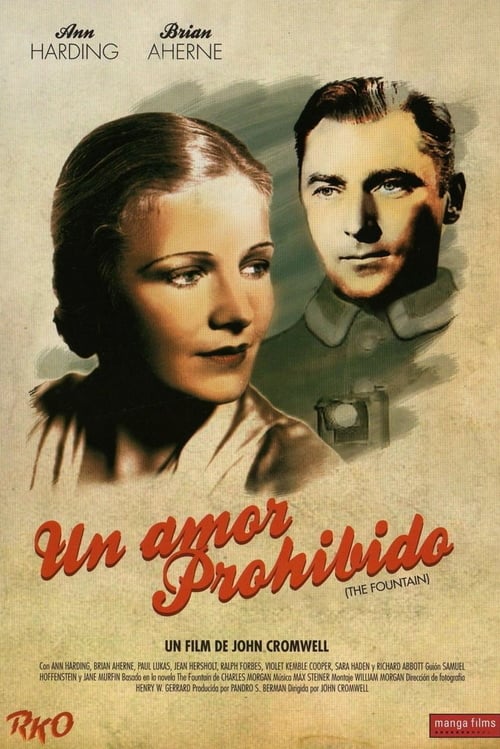 Ann
HARDING
Brian
AHERNE
Un amor
Prohibido
(THE FOUNTAIN)
UN FILM DE JOHN CROMWELL
Con ANN HARDING, BRIAN AHERNE, PAUL LUKAS, JEAN HERSHOLT, RALPH FORBES, VIOLET KEMBLE COOPER, SARA HADEN y RICHARD ABBOTT Guión SAMUEL
HOFFENSTEIN y JANE MURFIN Basado en la novela The Fountain de CHARLES MORGAN Música MAX STEINER Montaje WILLIAM MORGAN Dirección de fotografía
HENRY W. GERRARD Producida por PANDRO S. BERMAN Dirigida por JOHN CROMWELL
RKO
manga films